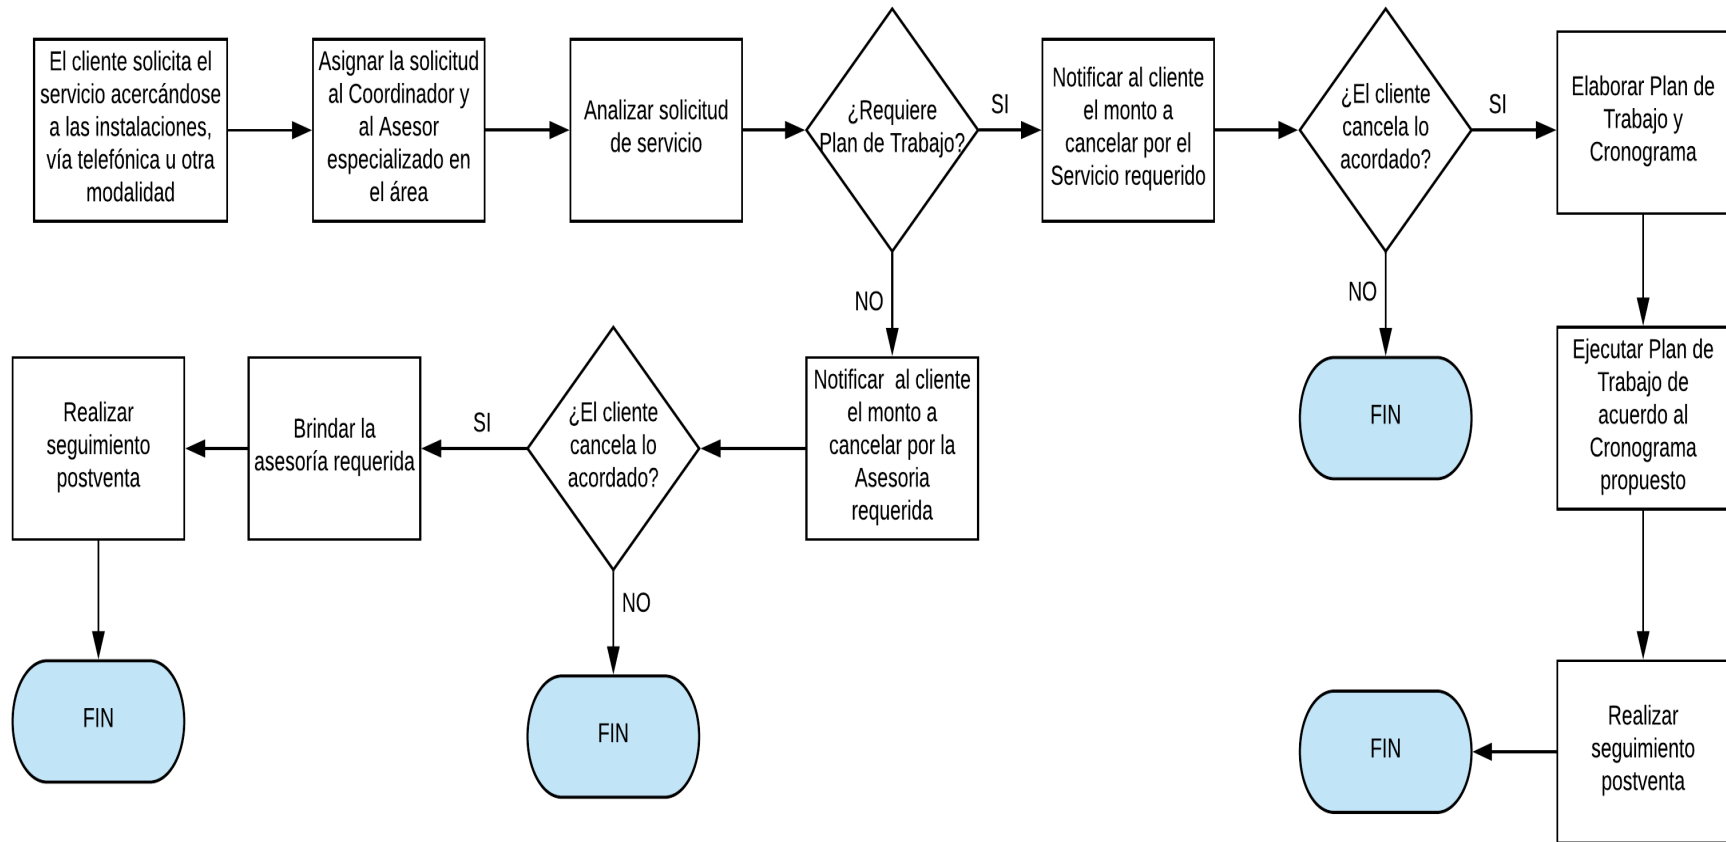 El cliente solicita el
servicio acercándose
a las instalaciones,
vía telefónica u otra
modalidad
Asignar la solicitud
al Coordinador y
al Asesor
especializado en
el área
Analizar solicitud
de servicio
¿Requiere
Plan de Trabajo?
SI
Notificar al cliente
el monto a
cancelar por el
Servicio requerido
¿El cliente
cancela lo
acordado?
SI
Elaborar Plan de
Trabajo y
Cronograma
NO
NO
Realizar
seguimiento
postventa
Brindar la
asesoría requerida
SI
¿El cliente
cancela lo
acordado?
Notificar  al cliente
el monto a
cancelar por la
Asesoria
requerida
FIN
Ejecutar Plan de
Trabajo de
acuerdo al
Cronograma
propuesto
NO
FIN
FIN
FIN
Realizar
seguimiento
postventa